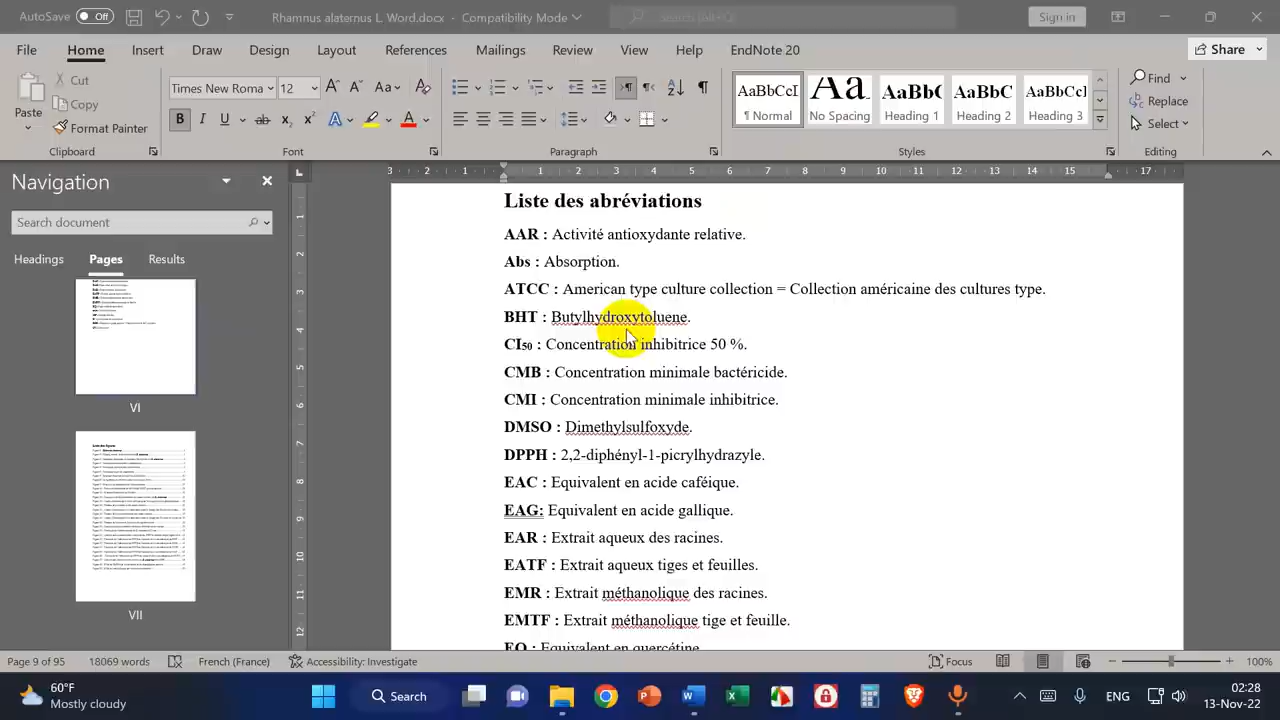 AutoSave Off Rhamnus alaternus L. Word.docx - Compatibility Mode Search (Alt+Q) Sign in
File Home Insert Draw Design Layout References Mailings Review View Help EndNote 20 Share
Paste Cut Copy Format Painter
Times New Roma 12
AaBbCcI AaBbCcI AaBbC AaBbC AaBbCcI
¶ Normal No Spacing Heading 1 Heading 2 Heading 3
Find Replace Select
Clipboard Font Paragraph Styles Editing
Navigation
Search document
Headings Pages Results
VI
VII
Liste des abréviations
AAR : Activité antioxydante relative.
Abs : Absorption.
ATCC : American type culture collection = Collection américaine des cultures type.
BHT : Butylhydroxytoluene.
CI50 : Concentration inhibitrice 50 %.
CMB : Concentration minimale bactéricide.
CMI : Concentration minimale inhibitrice.
DMSO : Dimethylsulfoxyde.
DPPH : 2,2-diphényl-1-picrylhydrazyle.
EAC : Equivalent en acide caféique.
EAG: Equivalent en acide gallique.
EAR : Extrait aqueux des racines.
EATF : Extrait aqueux tiges et feuilles.
EMR : Extrait méthanolique des racines.
EMTF : Extrait méthanolique tige et feuille.
EQ : Equivalent en quercétine.
Page 9 of 95 18069 words French (France) Accessibility: Investigate Focus 100%
60°F
Mostly cloudy
Search
ENG
02:28
13-Nov-22